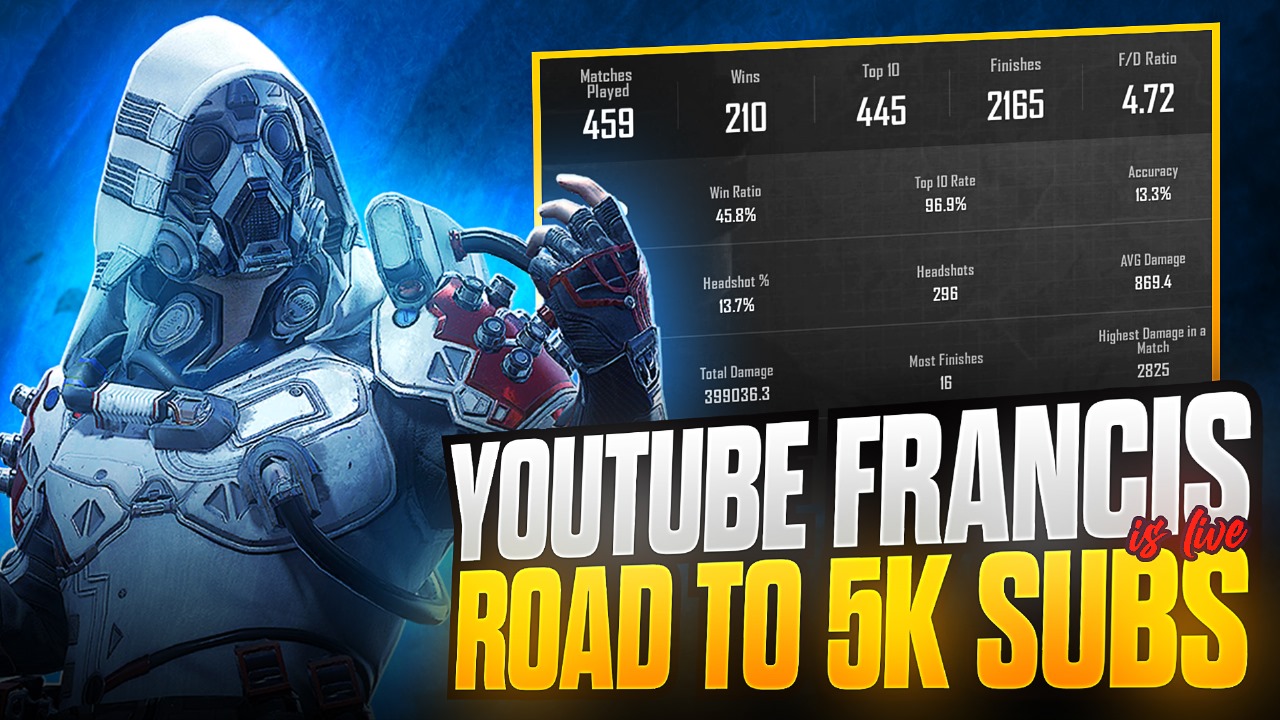 Matches
Played
Wins
Top 10
Finishes
F/D Ratio
459
210
445
2165
4.72
Win Ratio
Top 10 Rate
Accuracy
45.8%
96.9%
13.3%
Headshot %
Headshots
AVG Damage
13.7%
296
869.4
Total Damage
Most Finishes
Highest Damage in a
Match
399036.3
16
2825
YOUTUBE FRANCIS
is live
ROAD TO 5K SUBS